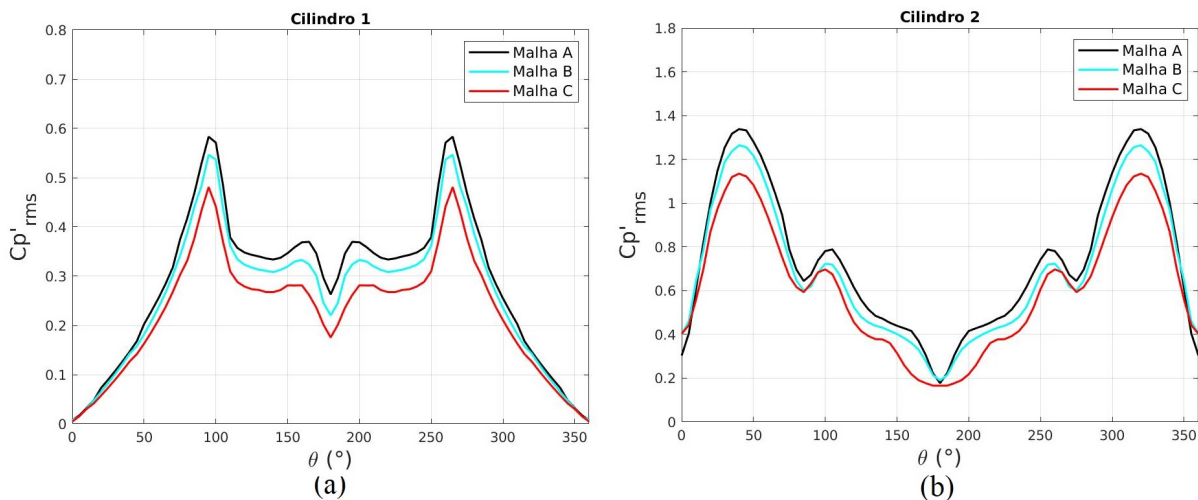 Cilindro 1
0.8
0.7
0.6
0.5
0.4
0.3
0.2
0.1
0
Cp'rms
Malha A
Malha B
Malha C
0 50 100 150 200 250 300 350
θ (°)
(a)
Cilindro 2
1.8
1.6
1.4
1.2
1
0.8
0.6
0.4
0.2
0
Cp'rms
Malha A
Malha B
Malha C
0 50 100 150 200 250 300 350
θ (°)
(b)